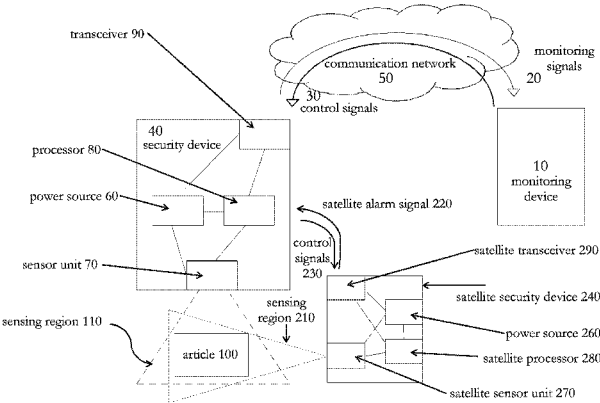 transceiver 90
communication network
50
monitoring
signals
20
30
control signals
40
security device
processor 80
10
monitoring
device
power source 60
satellite alarm signal 220
control
signals
230
satellite transceiver 290
sensor unit 70
satellite security device 240
sensing
region 210
sensing region 110
power source 260
article 100
satellite processor 280
satellite sensor unit 270